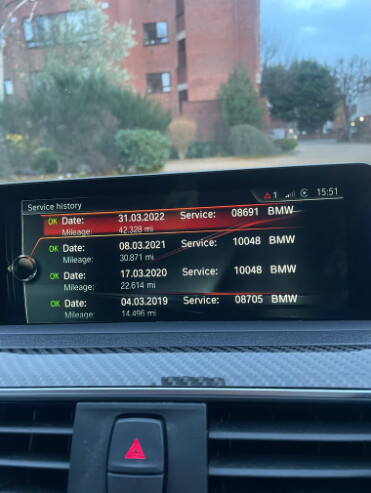 Service history 1 15:51
OK Date: 31.03.2022 Service: 08691 BMW
Mileage: 42.328 mi
OK Date: 08.03.2021 Service: 10048 BMW
Mileage: 30.871 mi
OK Date: 17.03.2020 Service: 10048 BMW
Mileage: 22.614 mi
OK Date: 04.03.2019 Service: 08705 BMW
Mileage: 14.496 mi